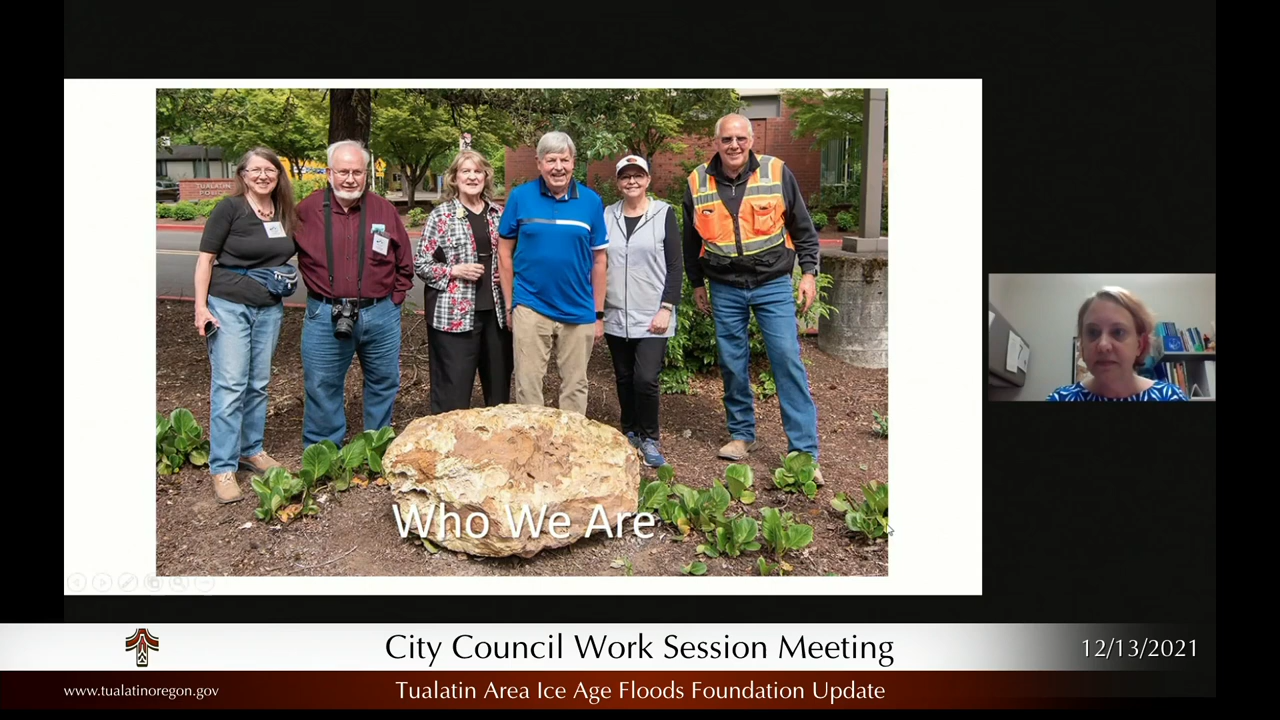 TUALATIN
Who We Are
City Council Work Session Meeting
12/13/2021
www.tualatinoregon.gov
Tualatin Area Ice Age Floods Foundation Update